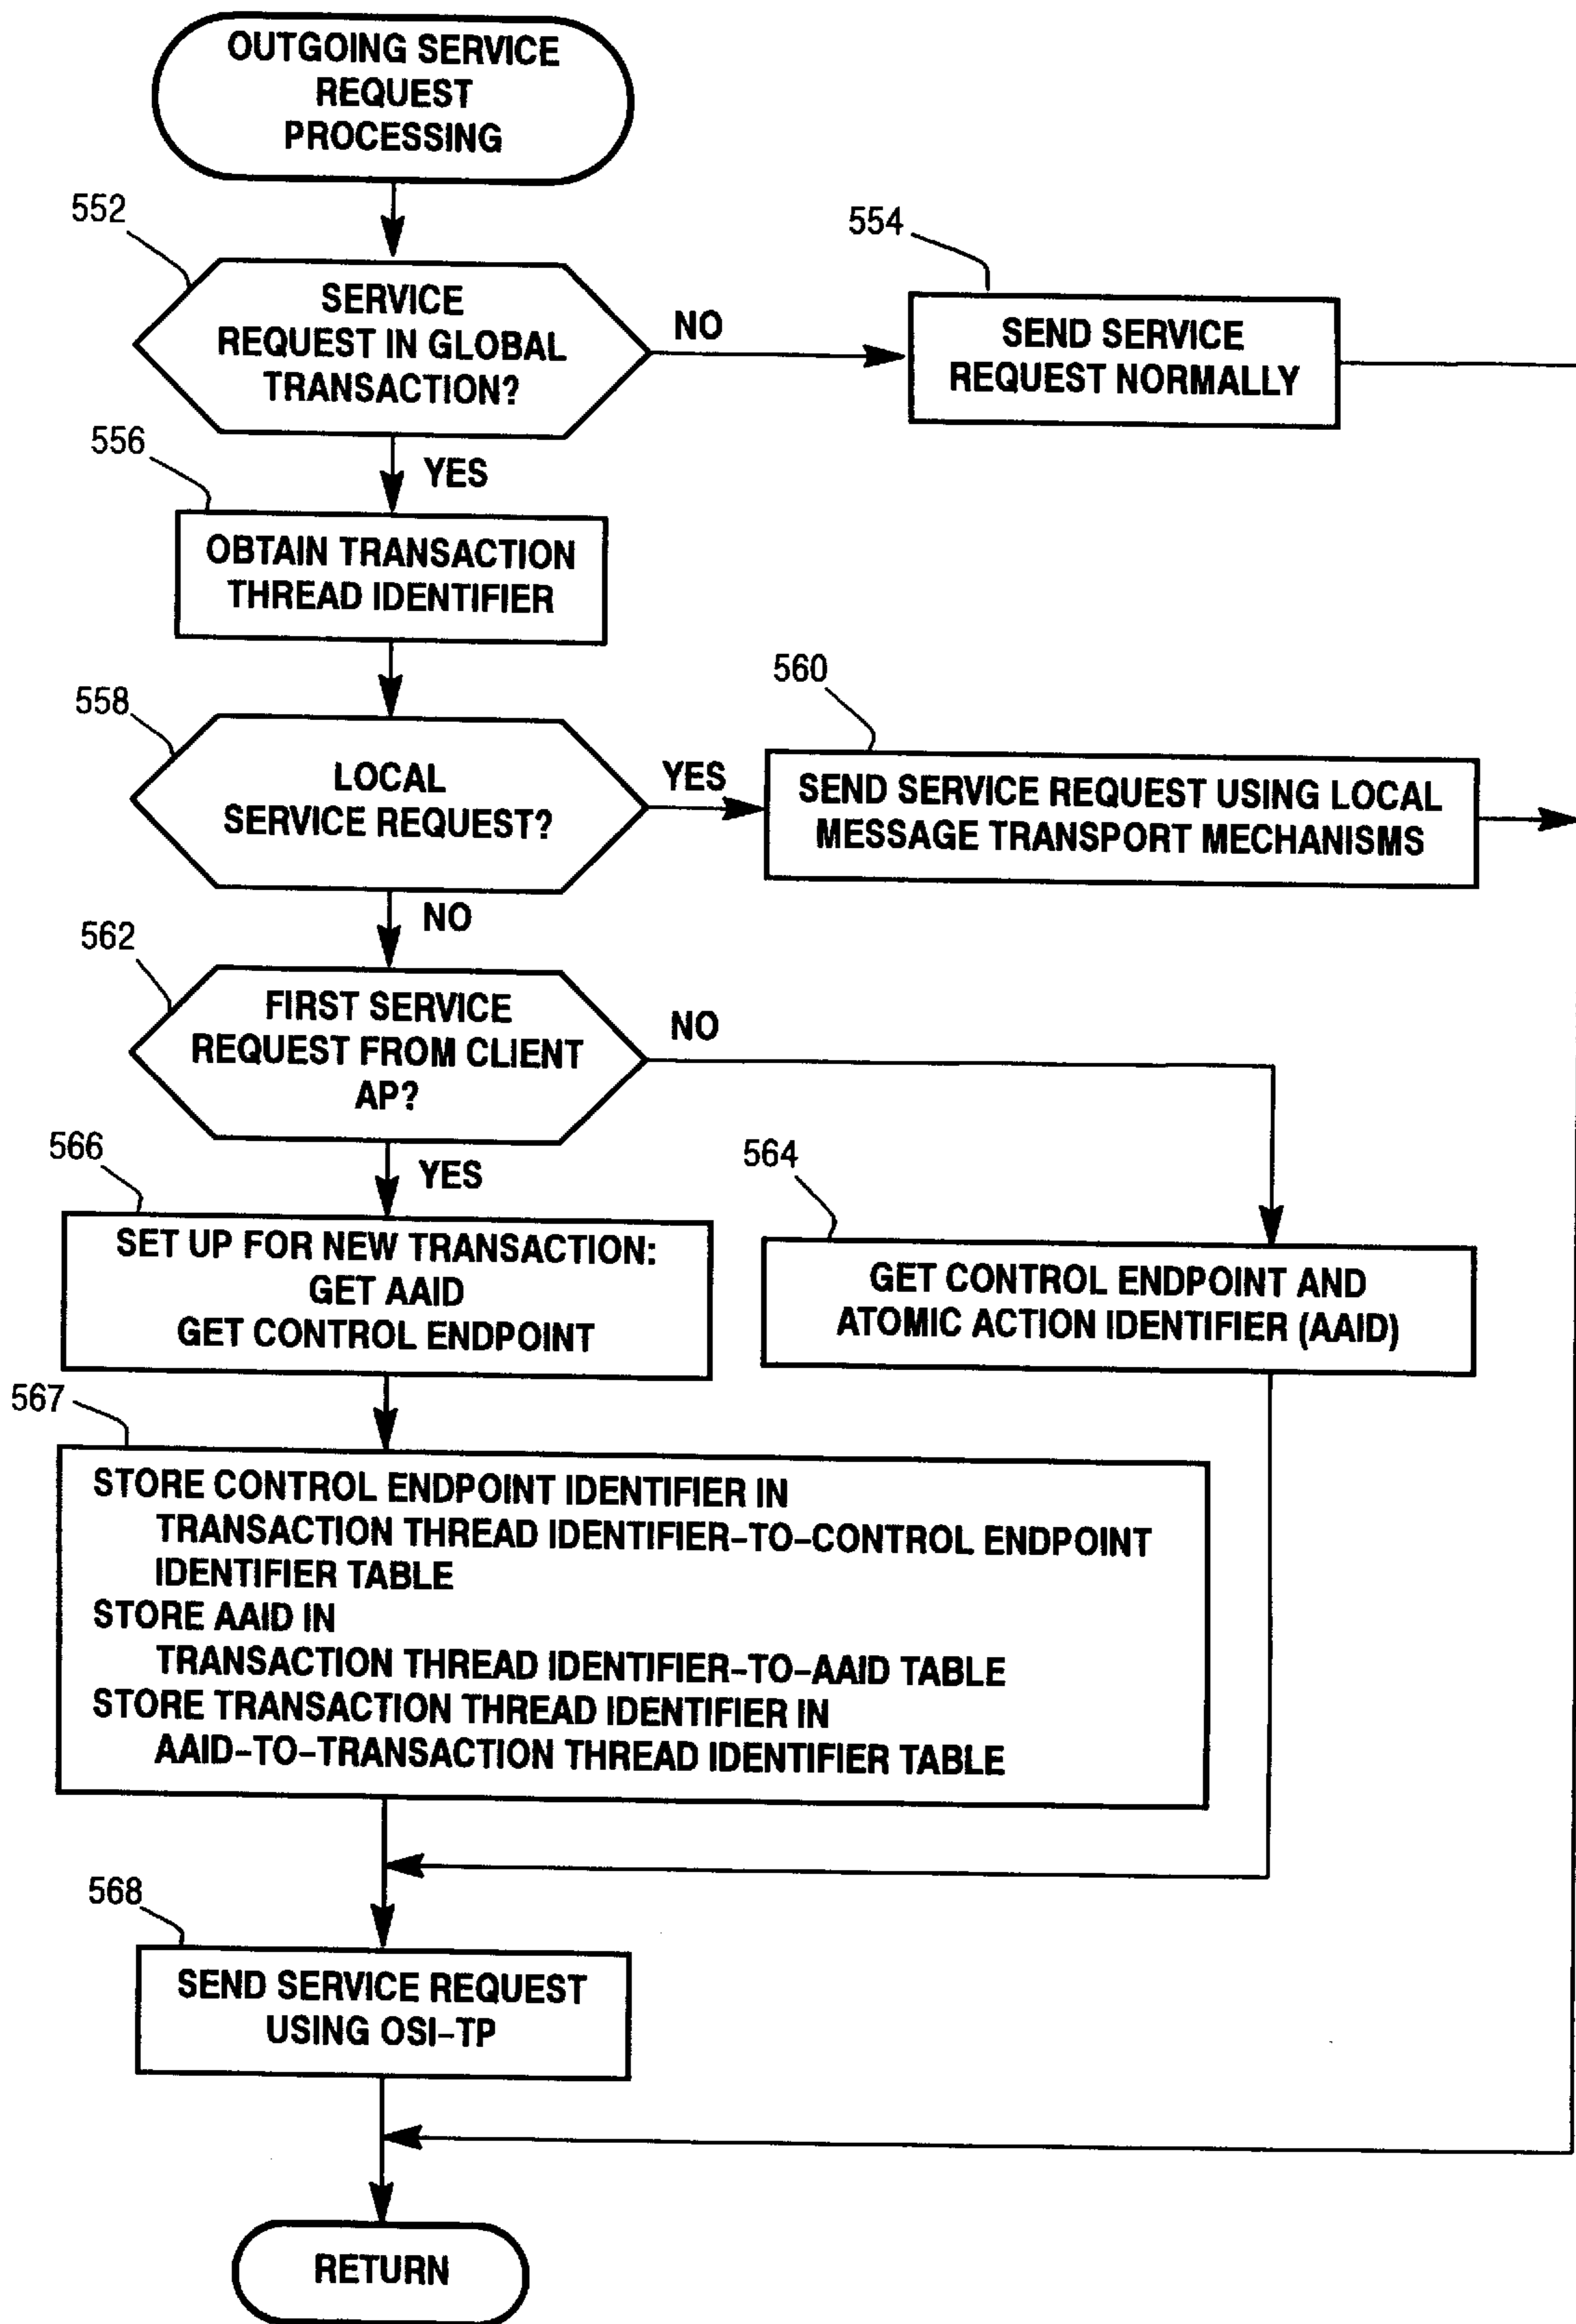 OUTGOING SERVICE
REQUEST
PROCESSING
552
SERVICE
REQUEST IN GLOBAL
TRANSACTION?
NO
554
SEND SERVICE
REQUEST NORMALLY
YES
556
OBTAIN TRANSACTION
THREAD IDENTIFIER
558
LOCAL
SERVICE REQUEST?
YES
560
SEND SERVICE REQUEST USING LOCAL
MESSAGE TRANSPORT MECHANISMS
NO
562
FIRST SERVICE
REQUEST FROM CLIENT
AP?
NO
YES
566
SET UP FOR NEW TRANSACTION:
GET AAID
GET CONTROL ENDPOINT
564
GET CONTROL ENDPOINT AND
ATOMIC ACTION IDENTIFIER (AAID)
567
STORE CONTROL ENDPOINT IDENTIFIER IN
TRANSACTION THREAD IDENTIFIER-TO-CONTROL ENDPOINT
IDENTIFIER TABLE
STORE AAID IN
TRANSACTION THREAD IDENTIFIER-TO-AAID TABLE
STORE TRANSACTION THREAD IDENTIFIER IN
AAID-TO-TRANSACTION THREAD IDENTIFIER TABLE
568
SEND SERVICE REQUEST
USING OSI-TP
RETURN